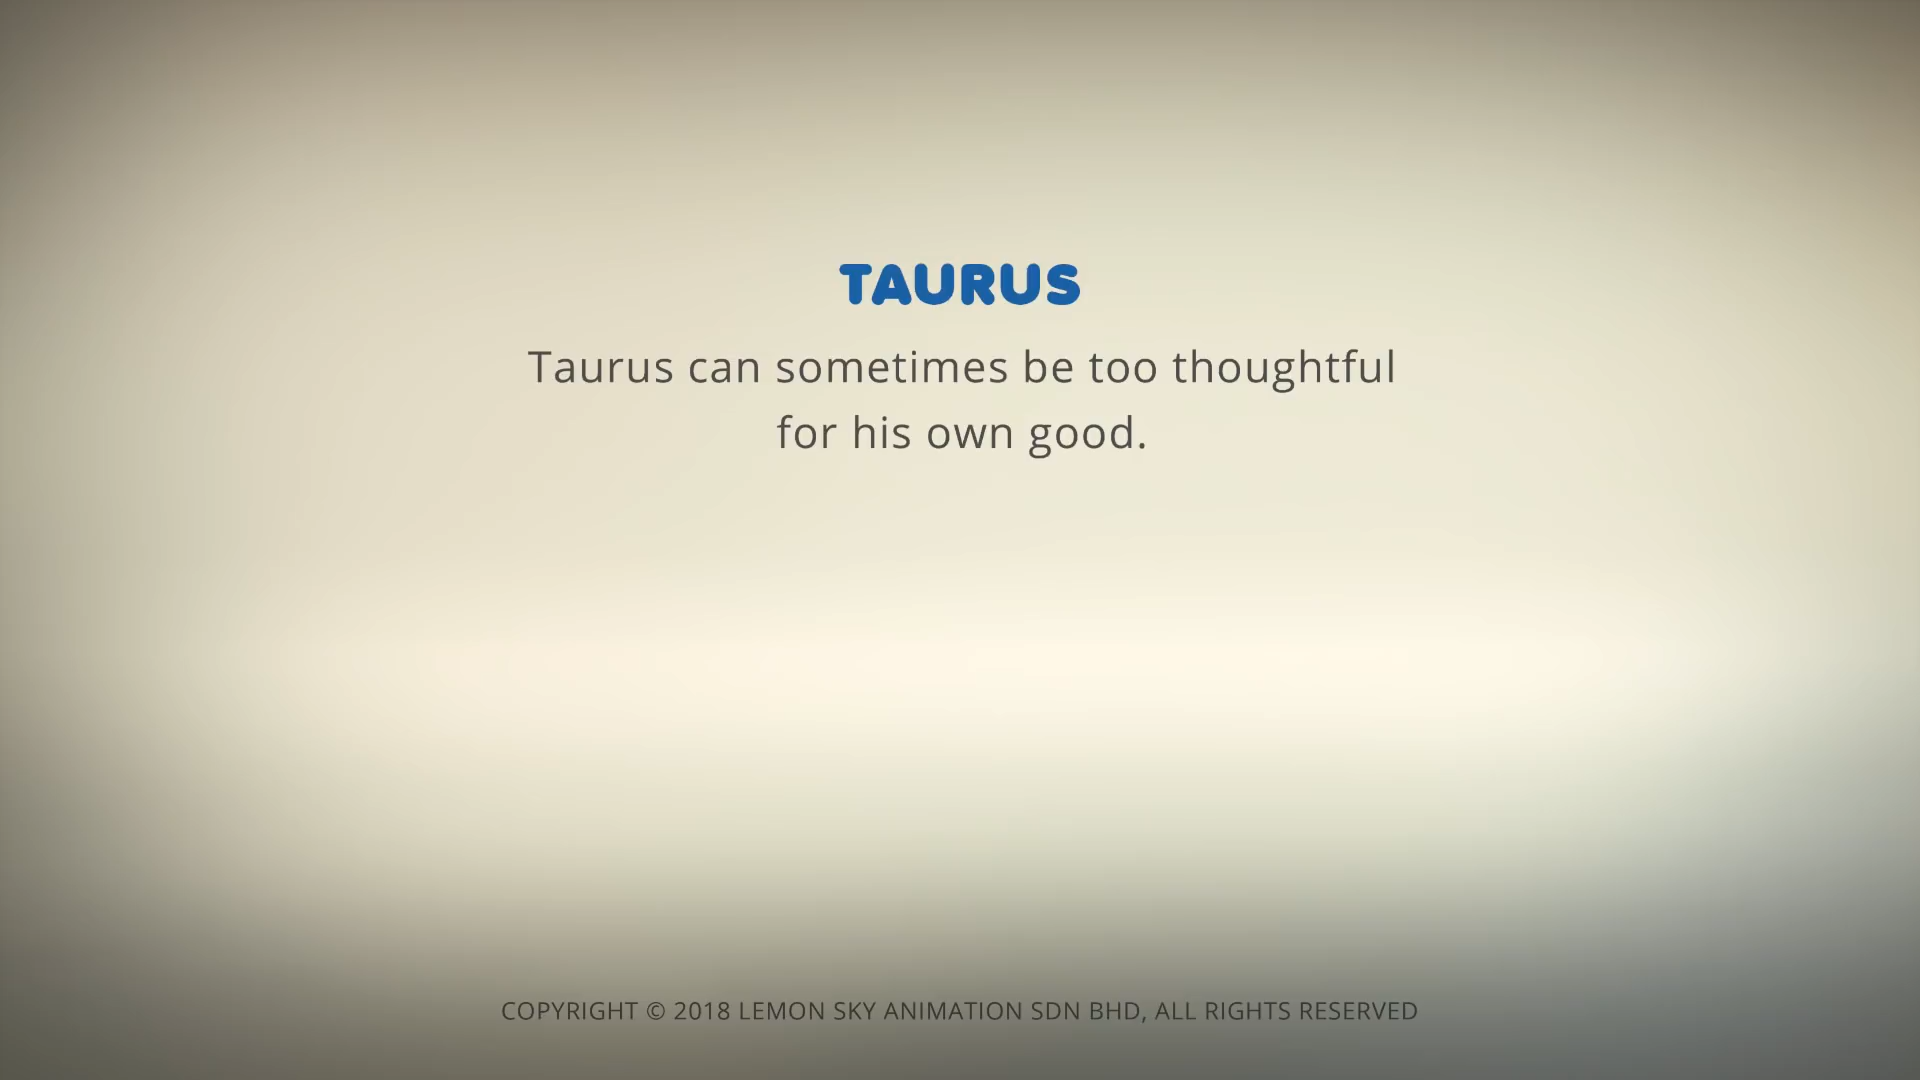 TAURUS
Taurus can sometimes be too thoughtful
for his own good.
COPYRIGHT © 2018 LEMON SKY ANIMATION SDN BHD, ALL RIGHTS RESERVED